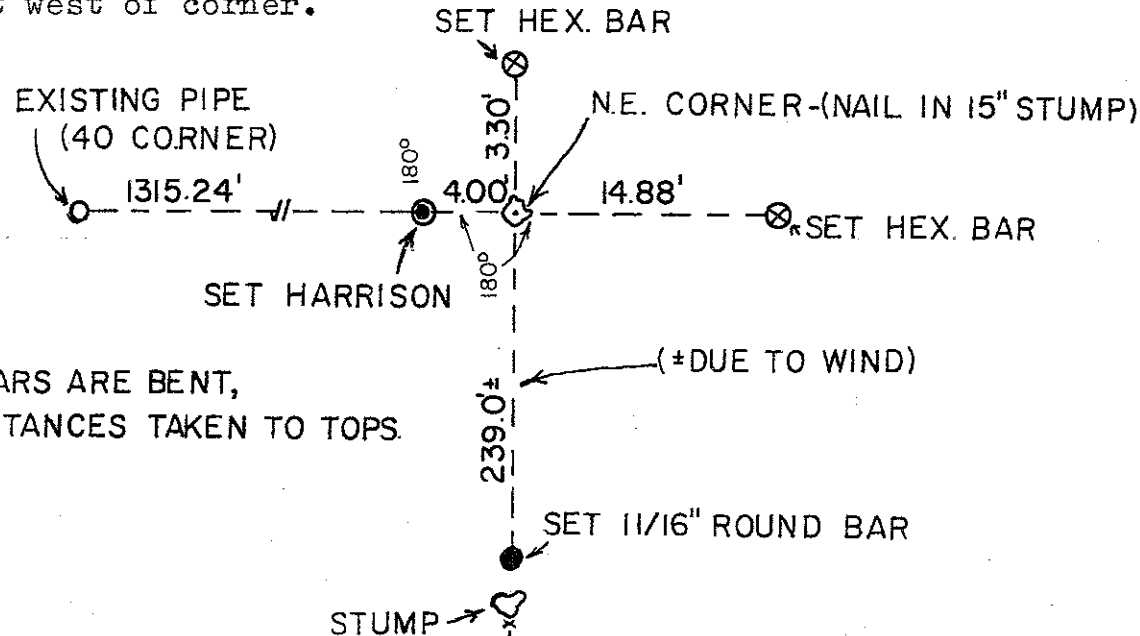 west of corner.
SET HEX. BAR
EXISTING PIPE
(40 CORNER)
N.E. CORNER-(NAIL IN 15" STUMP)
3.30'
180°
1315.24'
4.00'
14.88'
SET HEX. BAR
180°
SET HARRISON
(±DUE TO WIND)
ARS ARE BENT,
TANCES TAKEN TO TOPS.
239.0'±
SET 11/16" ROUND BAR
STUMP